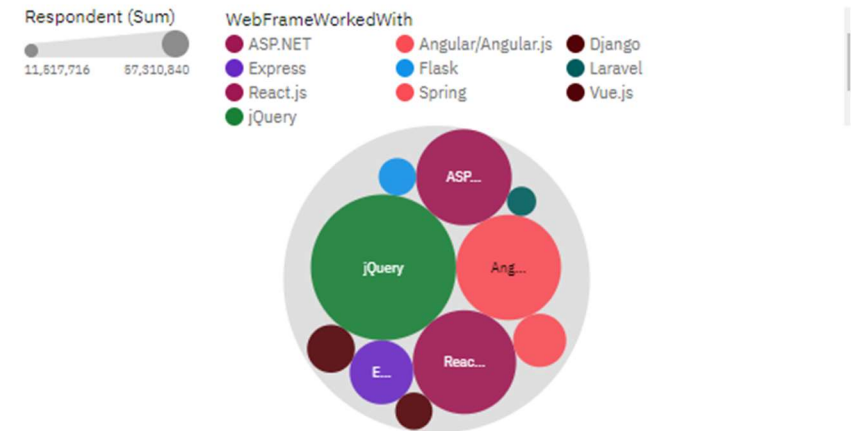 Respondent (Sum)
11,517,716 57,310,840
WebFrameWorkedWith
ASP.NET Angular/Angular.js Django
Express Flask Laravel
React.js Spring Vue.js
jQuery
ASP...
jQuery
Ang...
Reac...
E...